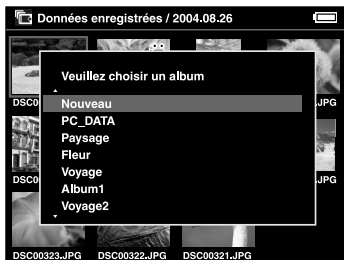 Données enregistrées / 2004.08.26
Veuillez choisir un album
DSC00
Nouveau
.JPG
PC_DATA
Paysage
Fleur
DSC0
Voyage
JPG
Album1
Voyage2
DSC00323.JPG DSC00322.JPG DSC00321.JPG